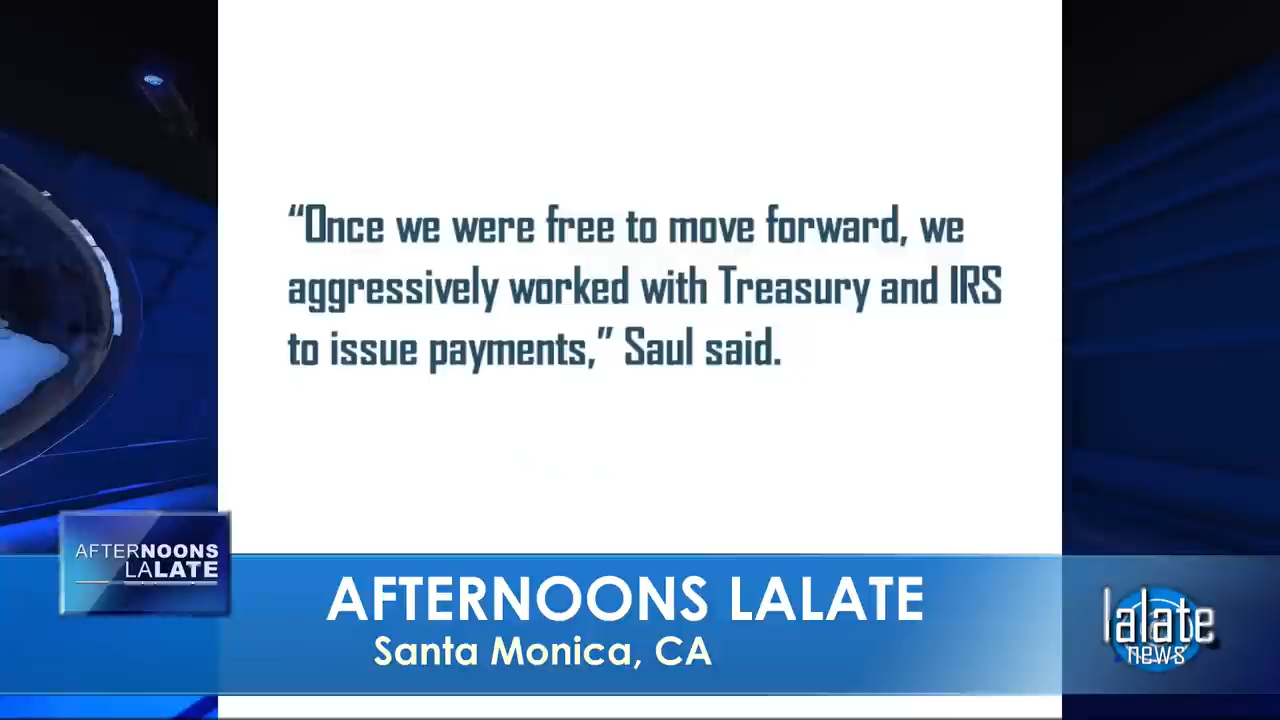 “Once we were free to move forward, we
aggressively worked with Treasury and IRS
to issue payments,” Saul said.
AFTERNOONS
LALATE
AFTERNOONS LALATE
Santa Monica, CA
lalate
news